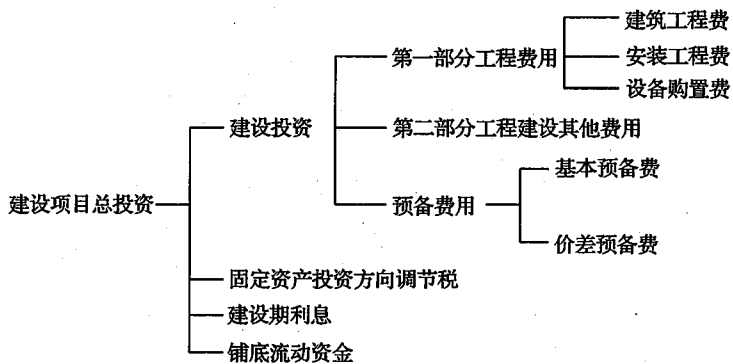 建筑工程费
第一部分工程费用
安装工程费
设备购置费
建设投资
第二部分工程建设其他费用
基本预备费
建设项目总投资
预备费用
价差预备费
固定资产投资方向调节税
建设期利息
铺底流动资金